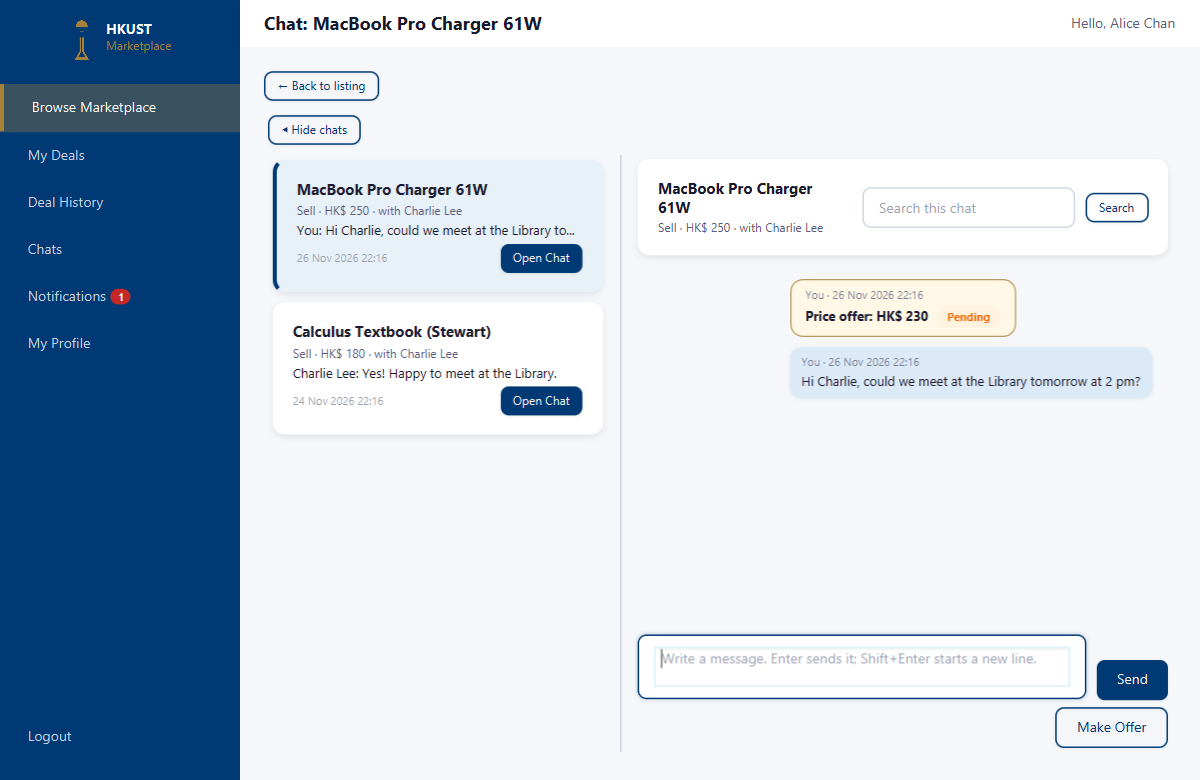 HKUST
Marketplace
Browse Marketplace
My Deals
Deal History
Chats
Notifications 1
My Profile
Logout
Chat: MacBook Pro Charger 61W
Hello, Alice Chan
← Back to listing
◂ Hide chats
MacBook Pro Charger 61W
Sell · HK$ 250 · with Charlie Lee
You: Hi Charlie, could we meet at the Library to...
26 Nov 2026 22:16
Open Chat
Calculus Textbook (Stewart)
Sell · HK$ 180 · with Charlie Lee
Charlie Lee: Yes! Happy to meet at the Library.
24 Nov 2026 22:16
Open Chat
MacBook Pro Charger
61W
Sell · HK$ 250 · with Charlie Lee
Search this chat
Search
You · 26 Nov 2026 22:16
Price offer: HK$ 230 Pending
You · 26 Nov 2026 22:16
Hi Charlie, could we meet at the Library tomorrow at 2 pm?
Write a message. Enter sends it; Shift+Enter starts a new line.
Send
Make Offer